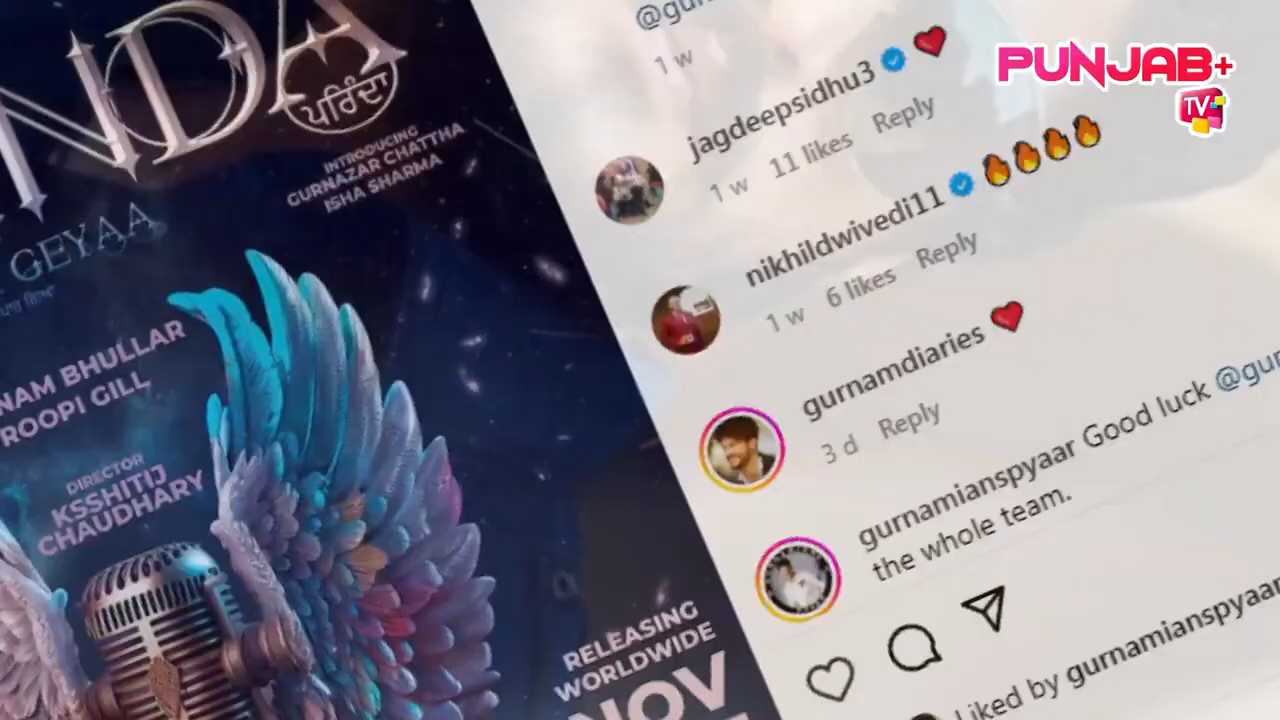 NDA
ਪਰਿੰਦਾ
INTRODUCING
GURNAZAR CHATTHA
ISHA SHARMA
GEYAA
NAM BHULLAR
ROOPI GILL
DIRECTOR
KSSHITIJ
CHAUDHARY
RELEASING
WORLDWIDE
NOV
1 w
jagdeepsidhu3
1 w 11 likes Reply
nikhildwivedi11
1 w 6 likes Reply
gurnamdiaries
3 d Reply
gurnamianspyaar Good luck
the whole team.
Liked by gurnamianspyaar
PUNJAB+
TV